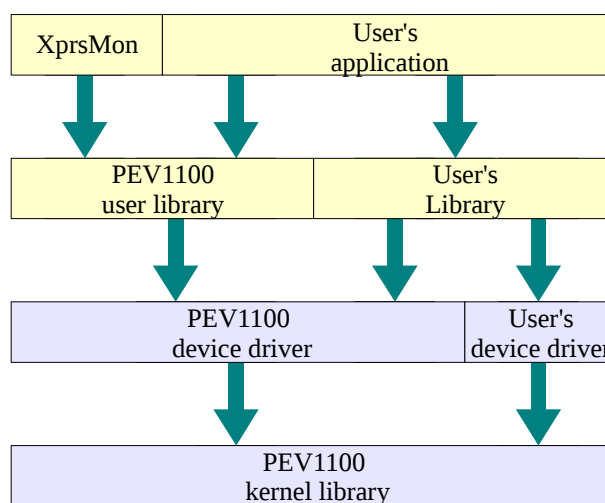 XprsMon
User's
application
PEV1100
user library
User's
Library
PEV1100
device driver
User's
device driver
PEV1100
kernel library